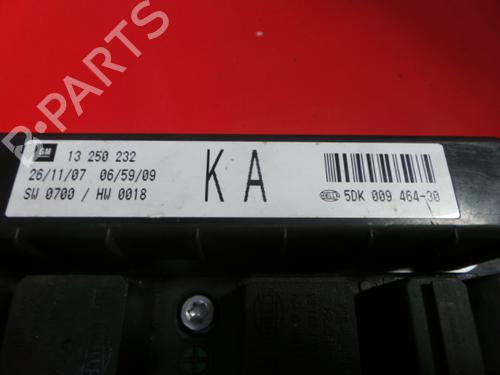 GM 13 250 232
26/11/07 06/59/09
SW 0700 / HW 0018
KA
HELLA 5DK 009 464-30
B-PARTS